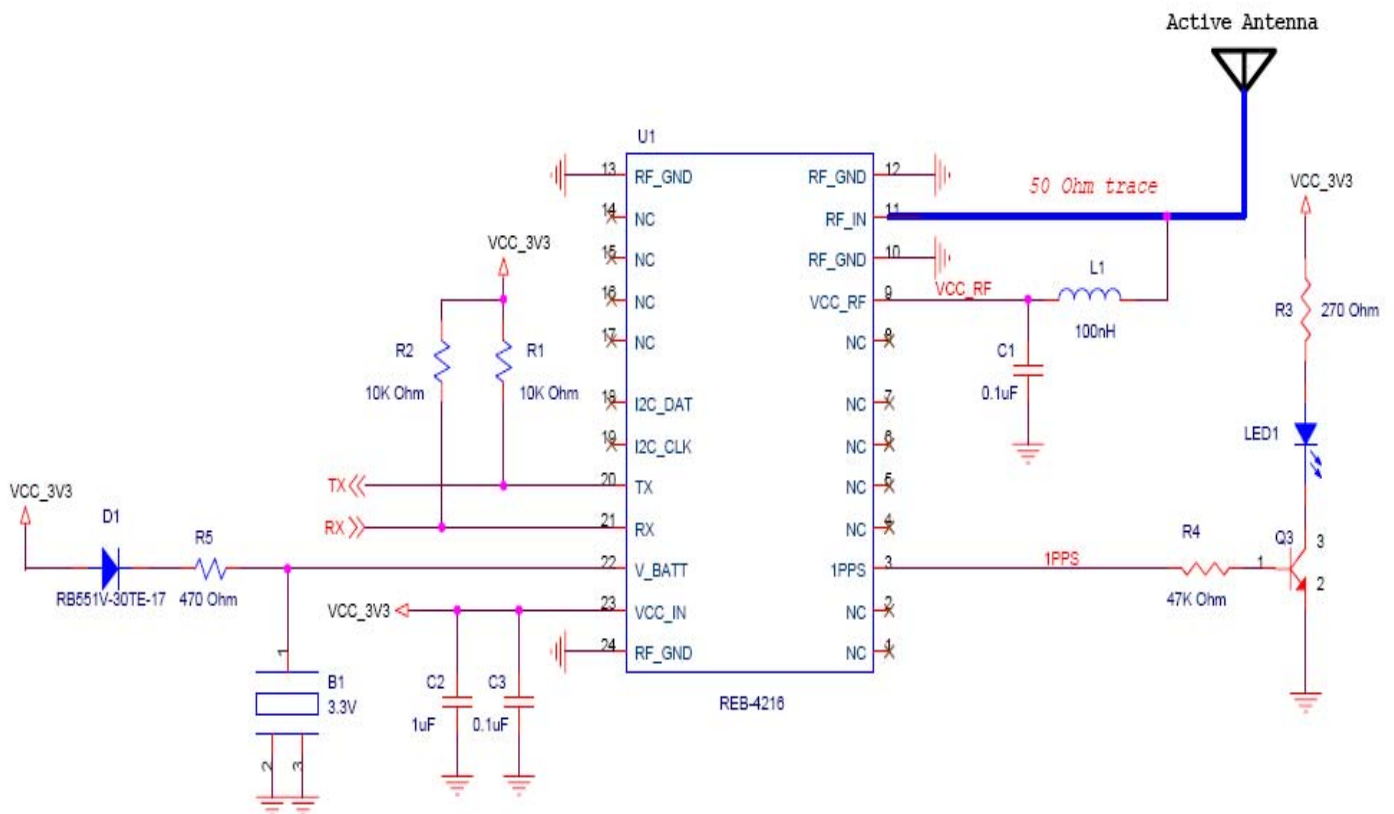 Active Antenna
U1
13 RF_GND RF_GND 12
50 Ohm trace
VCC_3V3
14 NC RF_IN 11
VCC_3V3
15 NC RF_GND 10
L1
16 NC VCC_RF 9
VCC_RF
100nH
R3 270 Ohm
17 NC NC 8
R2 R1
10K Ohm 10K Ohm
C1
0.1uF
18 I2C_DAT NC 7
19 I2C_CLK NC 6
LED1
TX
20 TX NC 5
VCC_3V3
RX
21 RX NC 4
D1
R5
R4
Q3
3
22 V_BATT 1PPS 3
1PPS
1
2
RB551V-30TE-17 470 Ohm
47K Ohm
VCC_3V3
23 VCC_IN NC 2
24 RF_GND NC 1
1
B1
3.3V
C2 C3
1uF 0.1uF
REB-4216
2 3